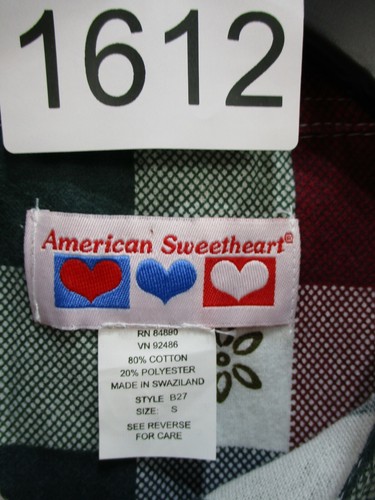 1612
American Sweetheart®
RN 84890
VN 92486
80% COTTON
20% POLYESTER
MADE IN SWAZILAND
STYLE B27
SIZE: S
SEE REVERSE
FOR CARE